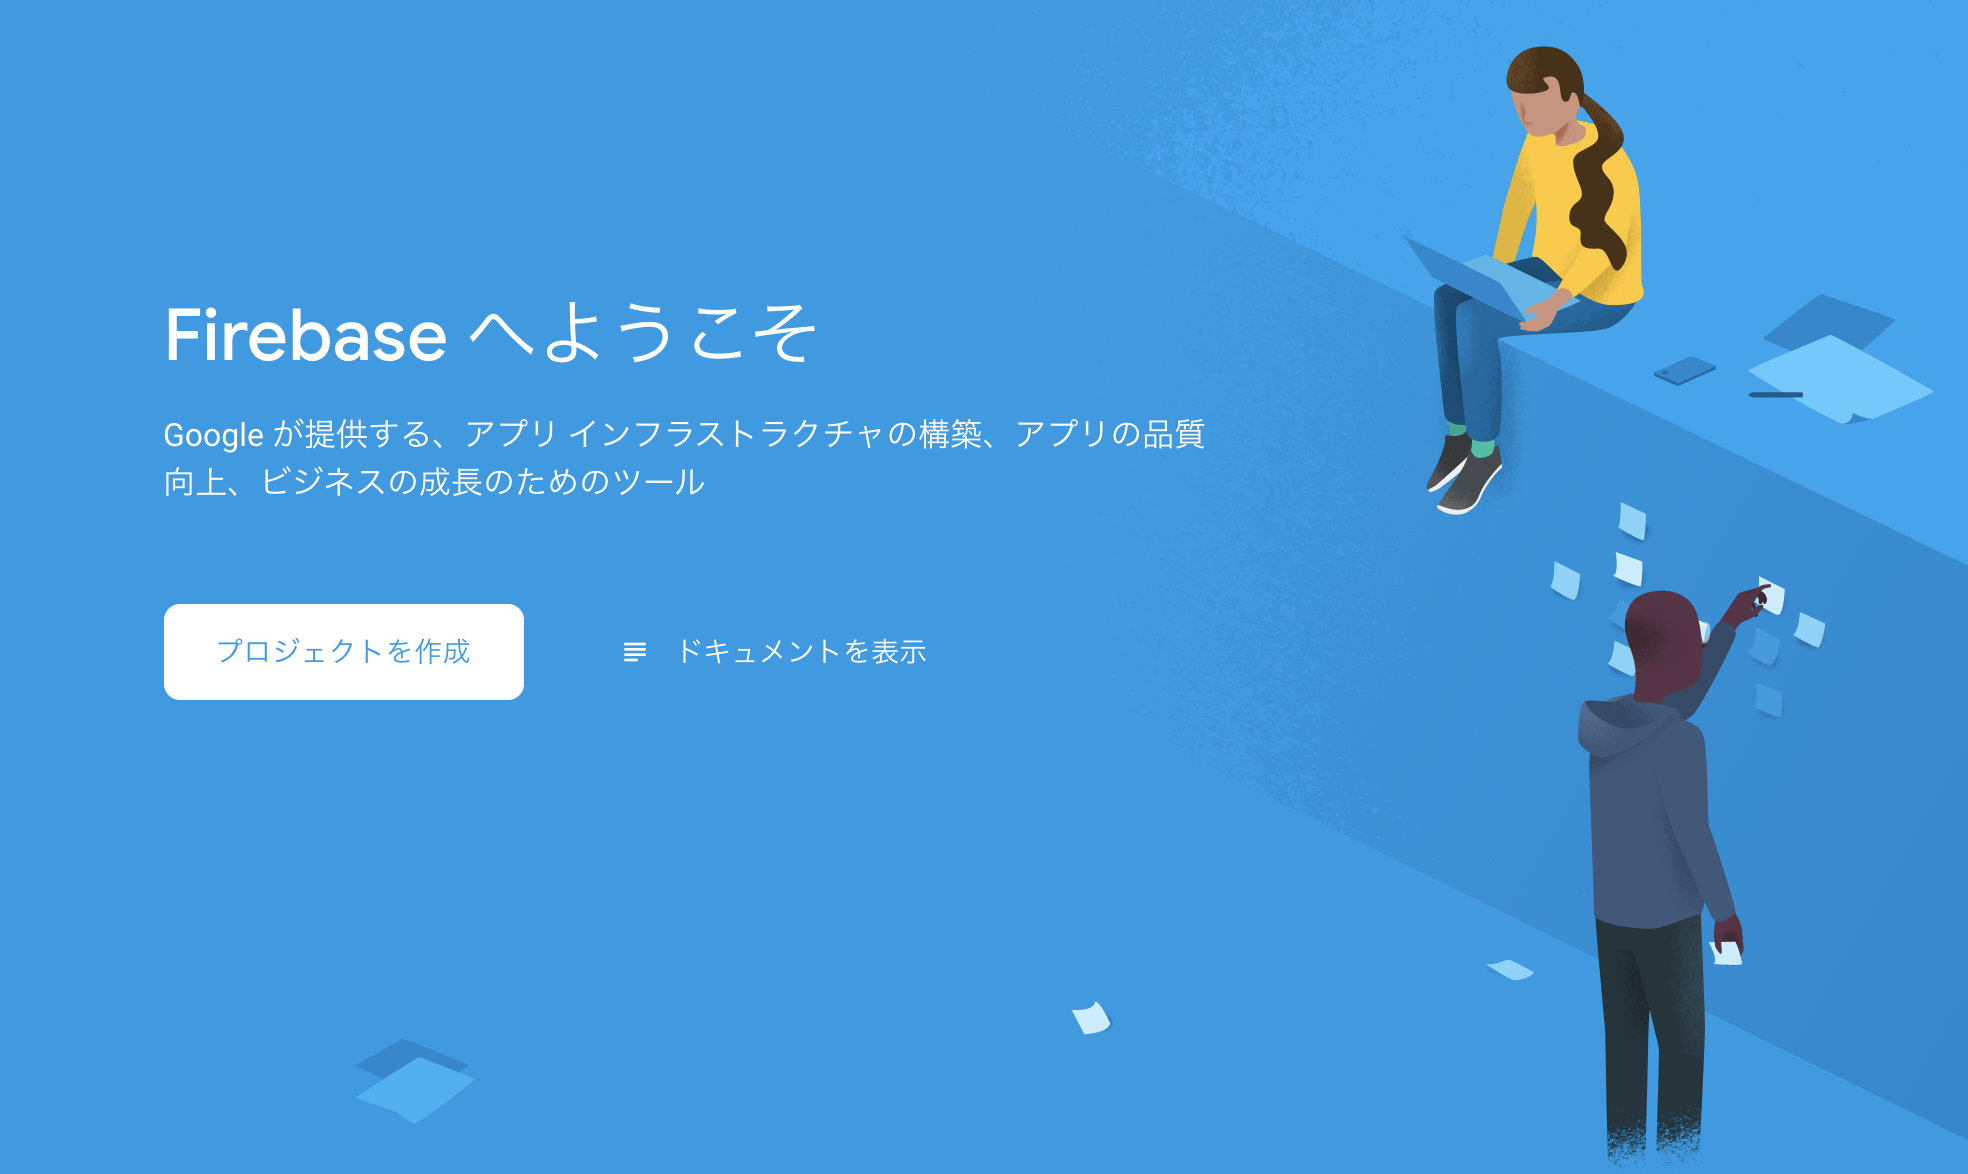 Firebase へようこそ
Google が提供する、アプリ インフラストラクチャの構築、アプリの品質
向上、ビジネスの成長のためのツール
プロジェクトを作成
ドキュメントを表示